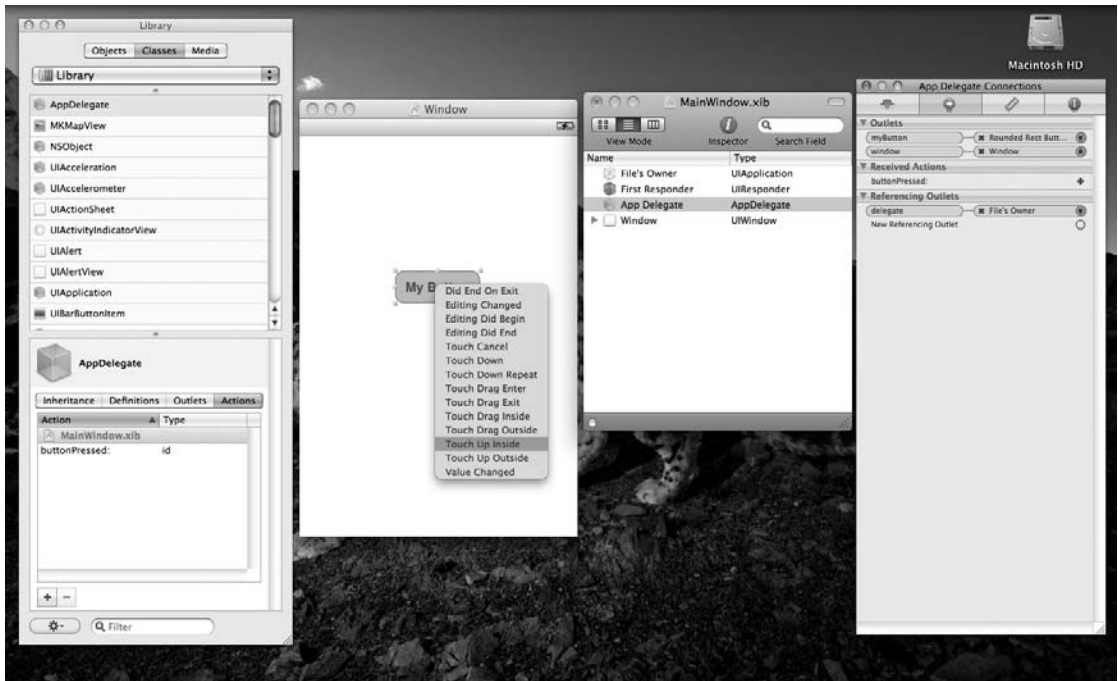 Library
Objects Classes Media
Library
AppDelegate
MKMapView
NSObject
UIAcceleration
UIAccelerometer
UIActionSheet
UIActivityIndicatorView
UIAlert
UIAlertView
UIApplication
UIBarButtonItem
AppDelegate
Inheritance Definitions Outlets Actions
Action Type
MainWindow.xib
buttonPressed: id
Filter
Window
My B
Did End On Exit
Editing Changed
Editing Did Begin
Editing Did End
Touch Cancel
Touch Down
Touch Down Repeat
Touch Drag Enter
Touch Drag Exit
Touch Drag Inside
Touch Drag Outside
Touch Up Inside
Touch Up Outside
Value Changed
MainWindow.xib
View Mode Inspector Search Field
Name Type
File's Owner UIApplication
First Responder UIResponder
App Delegate AppDelegate
Window UIWindow
Macintosh HD
App Delegate Connections
Outlets
myButton Rounded Rect Butt...
window Window
Received Actions
buttonPressed:
Referencing Outlets
delegate File's Owner
New Referencing Outlet